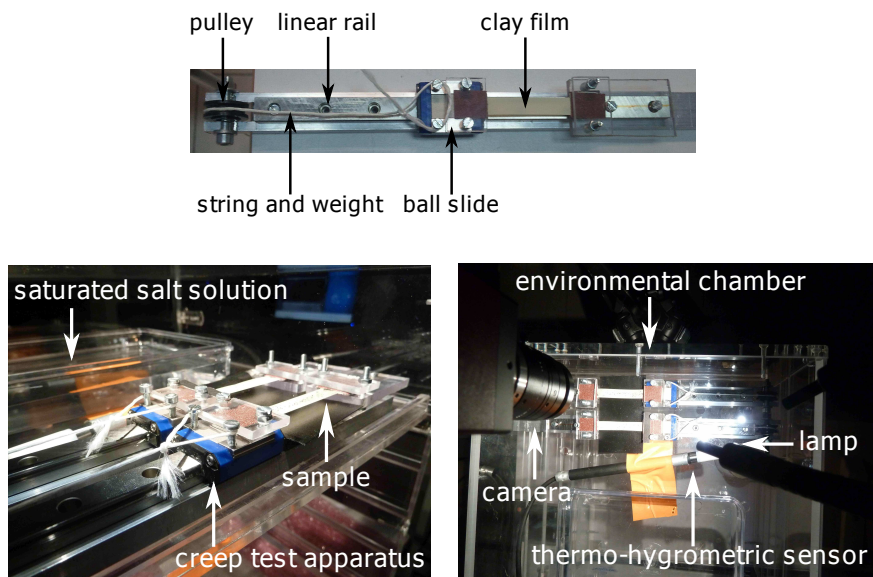 pulley
linear rail
clay film
string and weight
ball slide
saturated salt solution
sample
creep test apparatus
environmental chamber
lamp
camera
thermo-hygrometric sensor